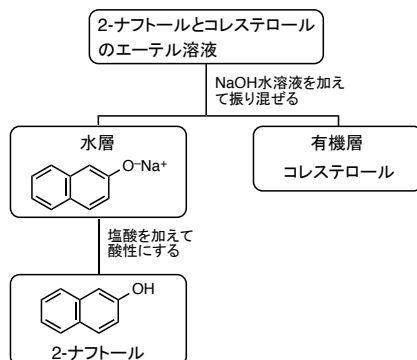 2-ナフトールとコレステロール
のエーテル溶液
NaOH水溶液を加え
て振り混ぜる
水層
O⁻Na⁺
有機層
コレステロール
塩酸を加えて
酸性にする
OH
2-ナフトール